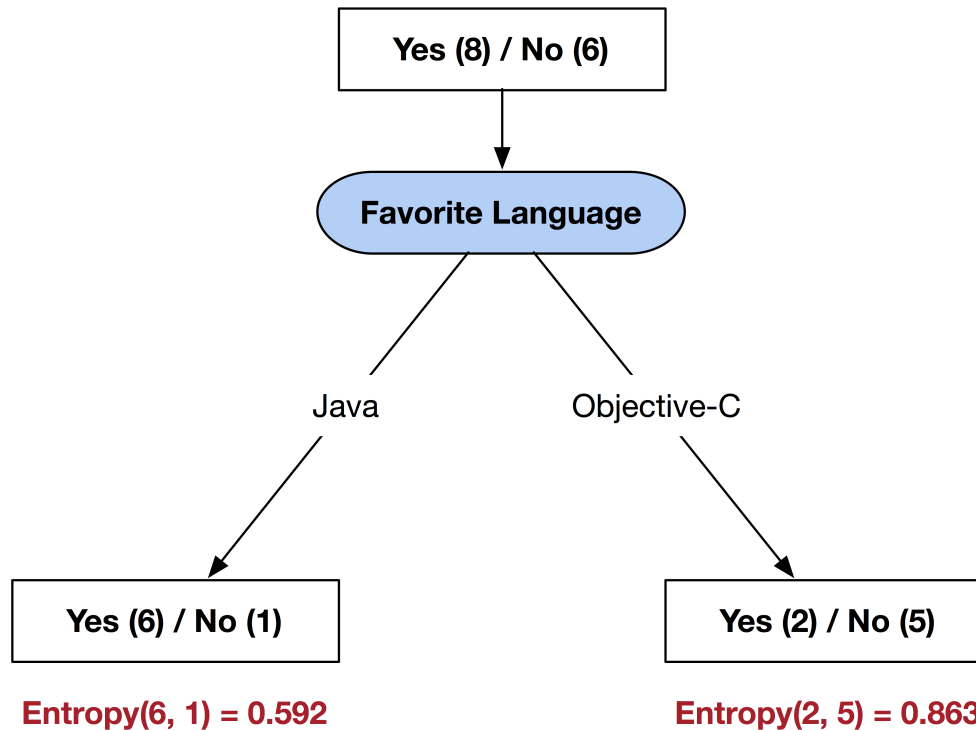 Yes (8) / No (6)
Favorite Language
Java
Objective-C
Yes (6) / No (1)
Yes (2) / No (5)
Entropy(6, 1) = 0.592
Entropy(2, 5) = 0.863